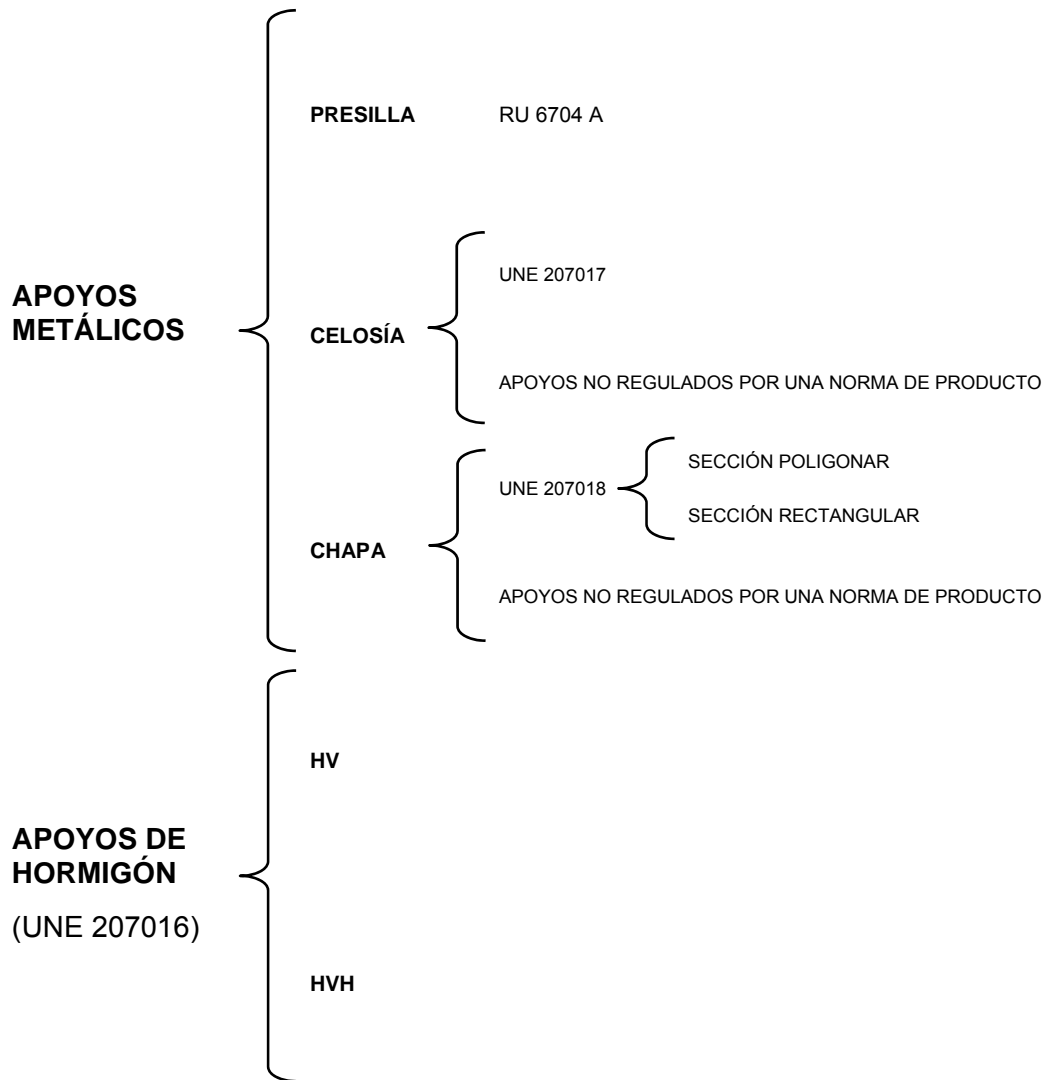 APOYOS
METÁLICOS
PRESILLA
RU 6704 A
CELOSÍA
UNE 207017
APOYOS NO REGULADOS POR UNA NORMA DE PRODUCTO
CHAPA
UNE 207018
SECCIÓN POLIGONAR
SECCIÓN RECTANGULAR
APOYOS NO REGULADOS POR UNA NORMA DE PRODUCTO
APOYOS DE
HORMIGÓN
(UNE 207016)
HV
HVH